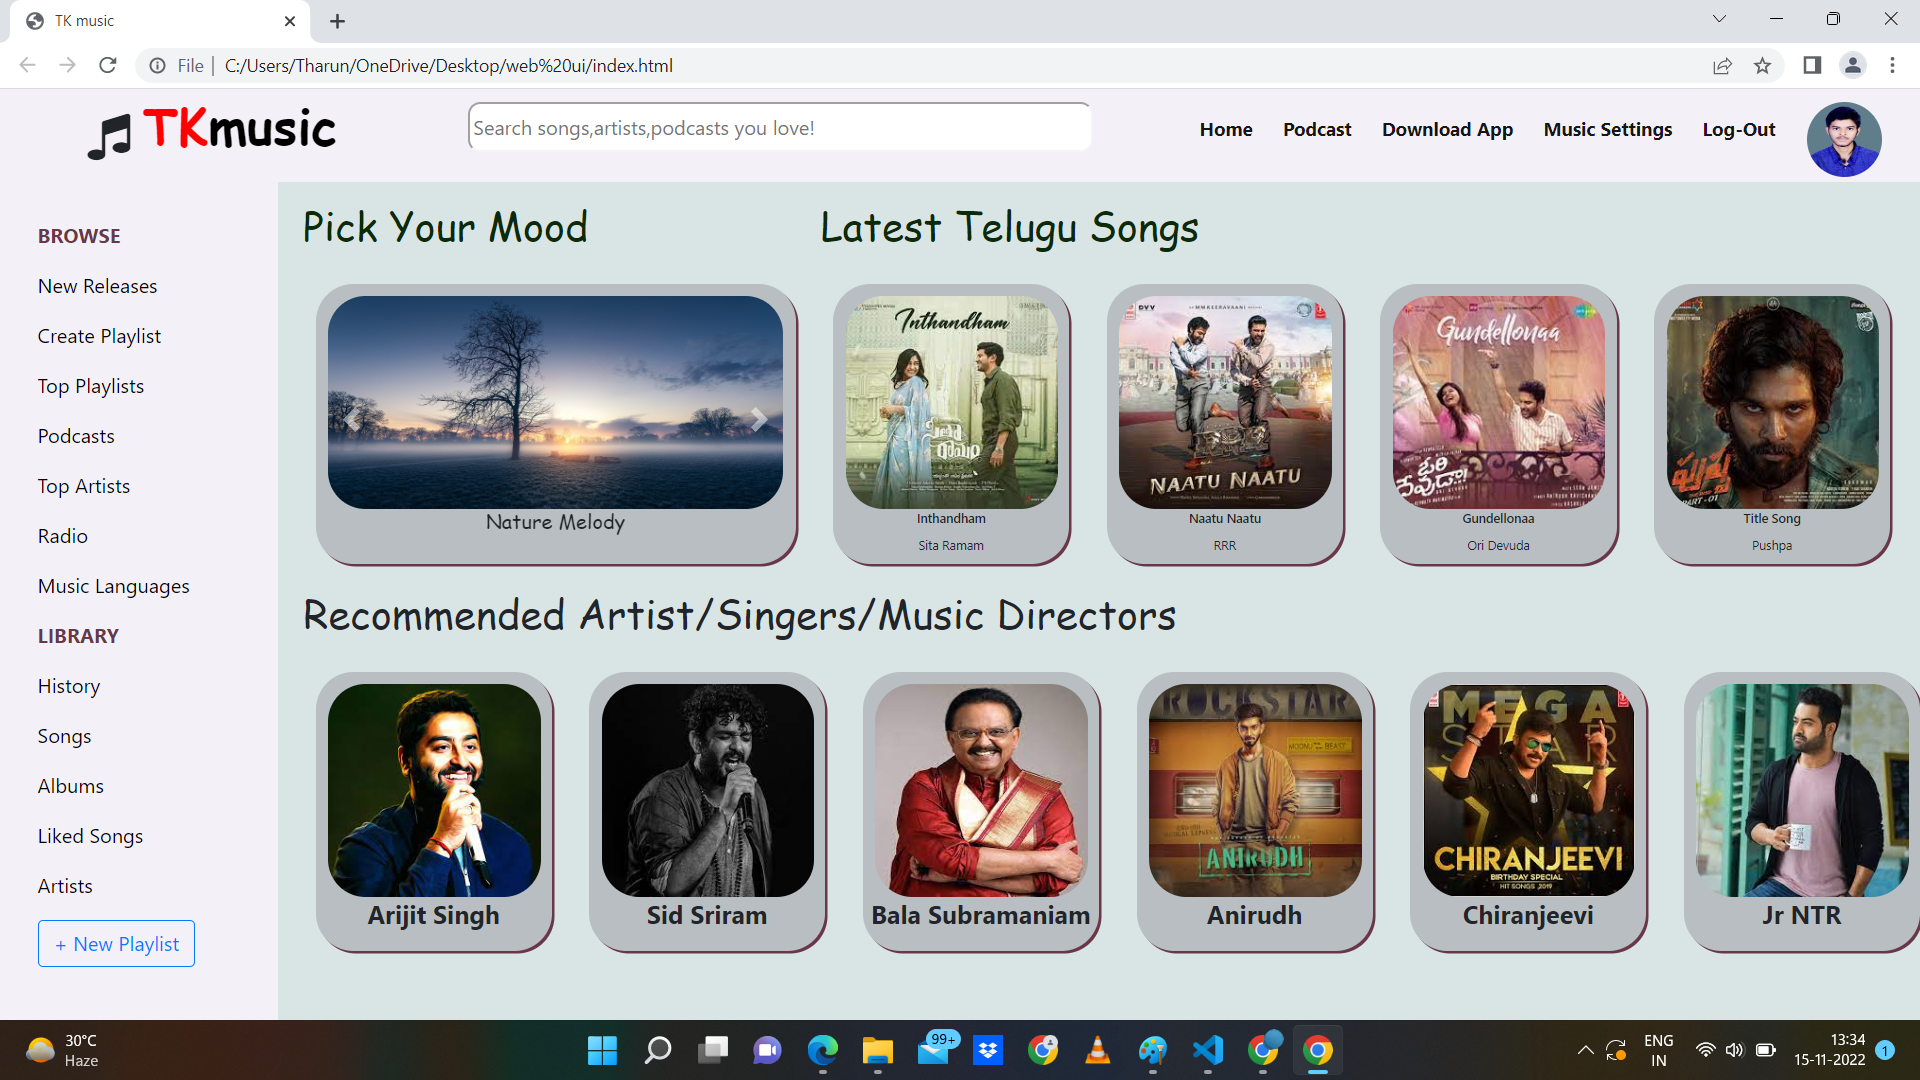 TK music
File
C:/Users/Tharun/OneDrive/Desktop/web%20ui/index.html
TKmusic
Search songs,artists,podcasts you love!
Home
Podcast
Download App
Music Settings
Log-Out
BROWSE
New Releases
Create Playlist
Top Playlists
Podcasts
Top Artists
Radio
Music Languages
LIBRARY
History
Songs
Albums
Liked Songs
Artists
+ New Playlist
Pick Your Mood
Nature Melody
Latest Telugu Songs
Inthandham
సీతా
రామం
Inthandham
Sita Ramam
DVV
NAATU NAATU
Naatu Naatu
RRR
Gundellonaa
ఓరి
దేవుడా!
Gundellonaa
Ori Devuda
పుష్ప
PART-01
Title Song
Pushpa
Recommended Artist/Singers/Music Directors
Arijit Singh
Sid Sriram
Bala Subramaniam
ROCKSTAR
ANIRUDH
Anirudh
MEGA
STAR
CHIRANJEEVI
BIRTHDAY SPECIAL
HIT SONGS 2019
Chiranjeevi
Jr NTR
30°C
Haze
99+
ENG
IN
13:34
15-11-2022
1